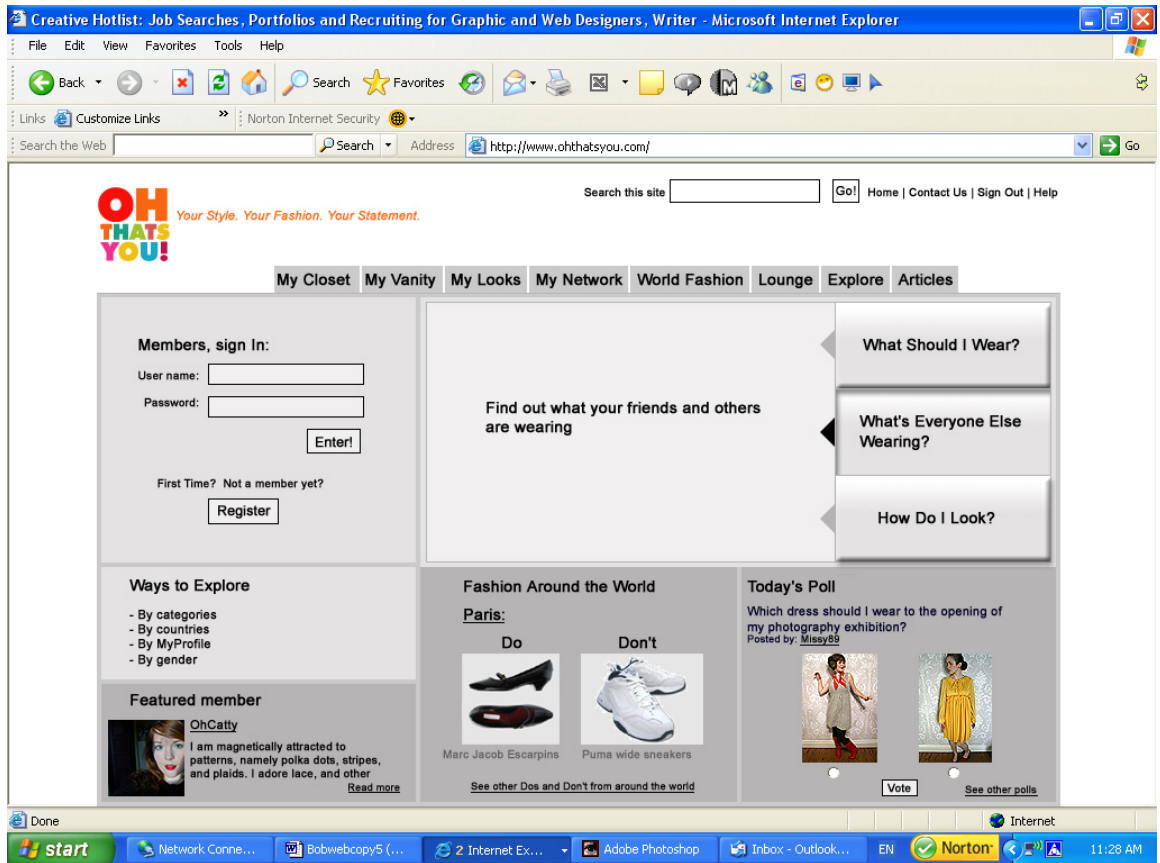 Creative Hotlist: Job Searches, Portfolios and Recruiting for Graphic and Web Designers, Writer - Microsoft Internet Explorer
File Edit View Favorites Tools Help
Back Search Favorites
Links Customize Links » Norton Internet Security
Search the Web Search Address http://www.ohthatsyou.com/ Go
Search this site Go! Home | Contact Us | Sign Out | Help
OH
THATS
YOU!
Your Style. Your Fashion. Your Statement.
My Closet My Vanity My Looks My Network World Fashion Lounge Explore Articles
Members, sign In:
User name:
Password:
Enter!
First Time? Not a member yet?
Register
Find out what your friends and others
are wearing
What Should I Wear?
What's Everyone Else
Wearing?
How Do I Look?
Ways to Explore
- By categories
- By countries
- By MyProfile
- By gender
Featured member
OhCatty
I am magnetically attracted to
patterns, namely polka dots, stripes,
and plaids. I adore lace, and other
Read more
Fashion Around the World
Paris:
Do Don't
Marc Jacob Escarpins Puma wide sneakers
See other Dos and Don't from around the world
Today's Poll
Which dress should I wear to the opening of
my photography exhibition?
Posted by: Missy89
Vote See other polls
Done Internet
start Network Conne... Bobwebcopy5 (... 2 Internet Ex... Adobe Photoshop Inbox - Outlook... EN Norton 11:28 AM